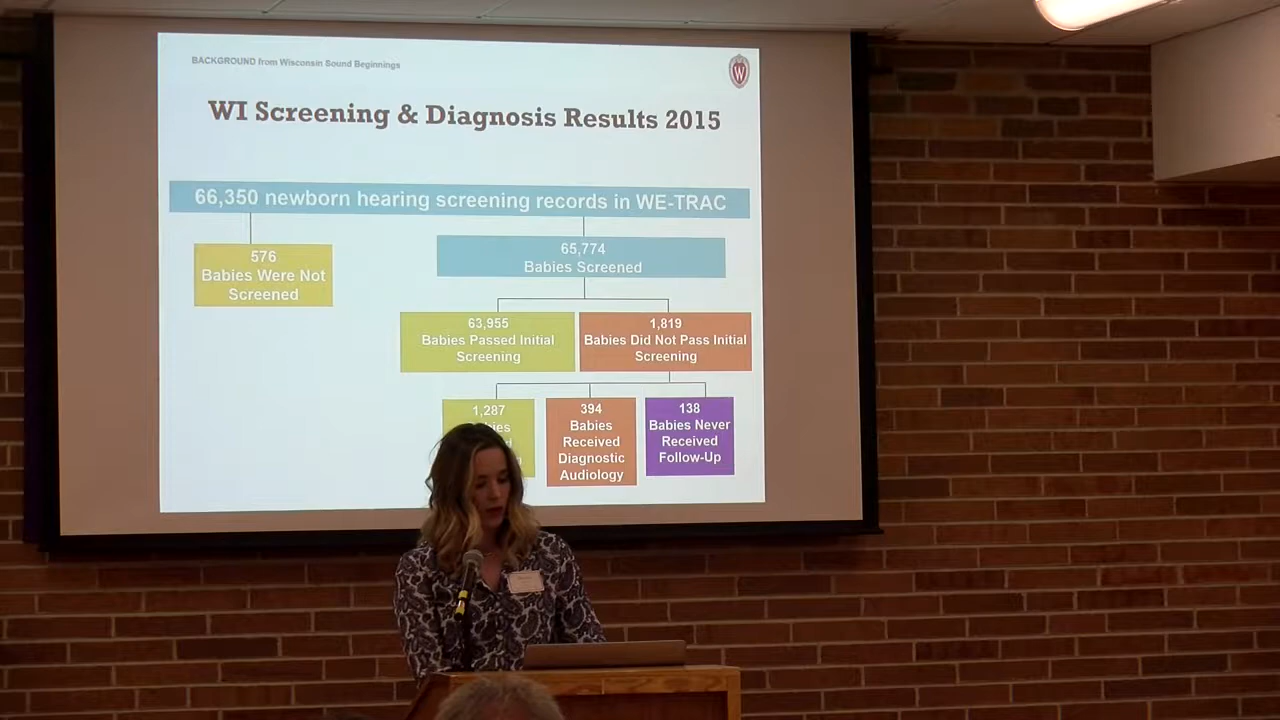 BACKGROUND from Wisconsin Sound Beginnings
W
WI Screening & Diagnosis Results 2015
66,350 newborn hearing screening records in WE-TRAC
576
Babies Were Not
Screened
65,774
Babies Screened
63,955
Babies Passed Initial
Screening
1,819
Babies Did Not Pass Initial
Screening
1,287
394
Babies
Received
Diagnostic
Audiology
138
Babies Never
Received
Follow-Up